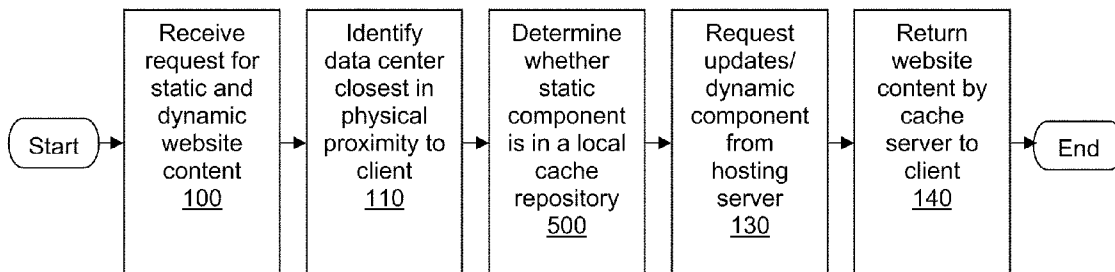 Start
Receive
request for
static and
dynamic
website
content
100
Identify
data center
closest in
physical
proximity to
client
110
Determine
whether
static
component
is in a local
cache
repository
500
Request
updates/
dynamic
component
from
hosting
server
130
Return
website
content by
cache
server to
client
140
End